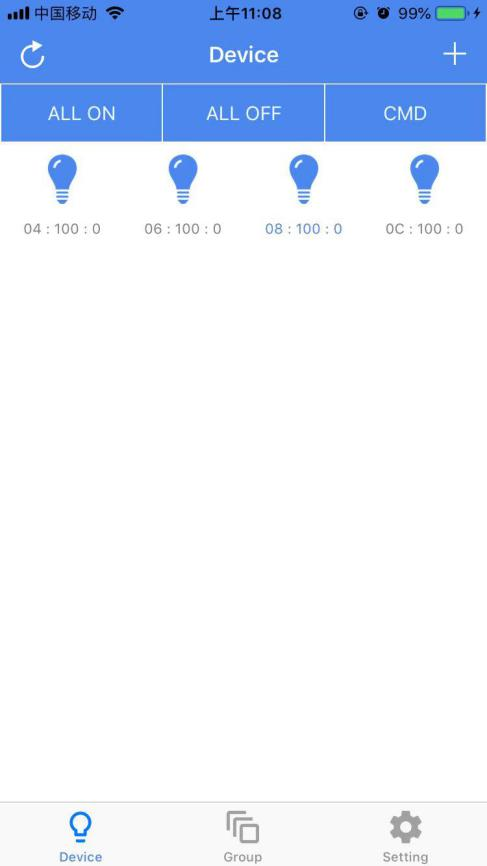 中国移动 上午11:08 99%
Device
ALL ON ALL OFF CMD
04 : 100 : 0 06 : 100 : 0 08 : 100 : 0 0C : 100 : 0
Device Group Setting